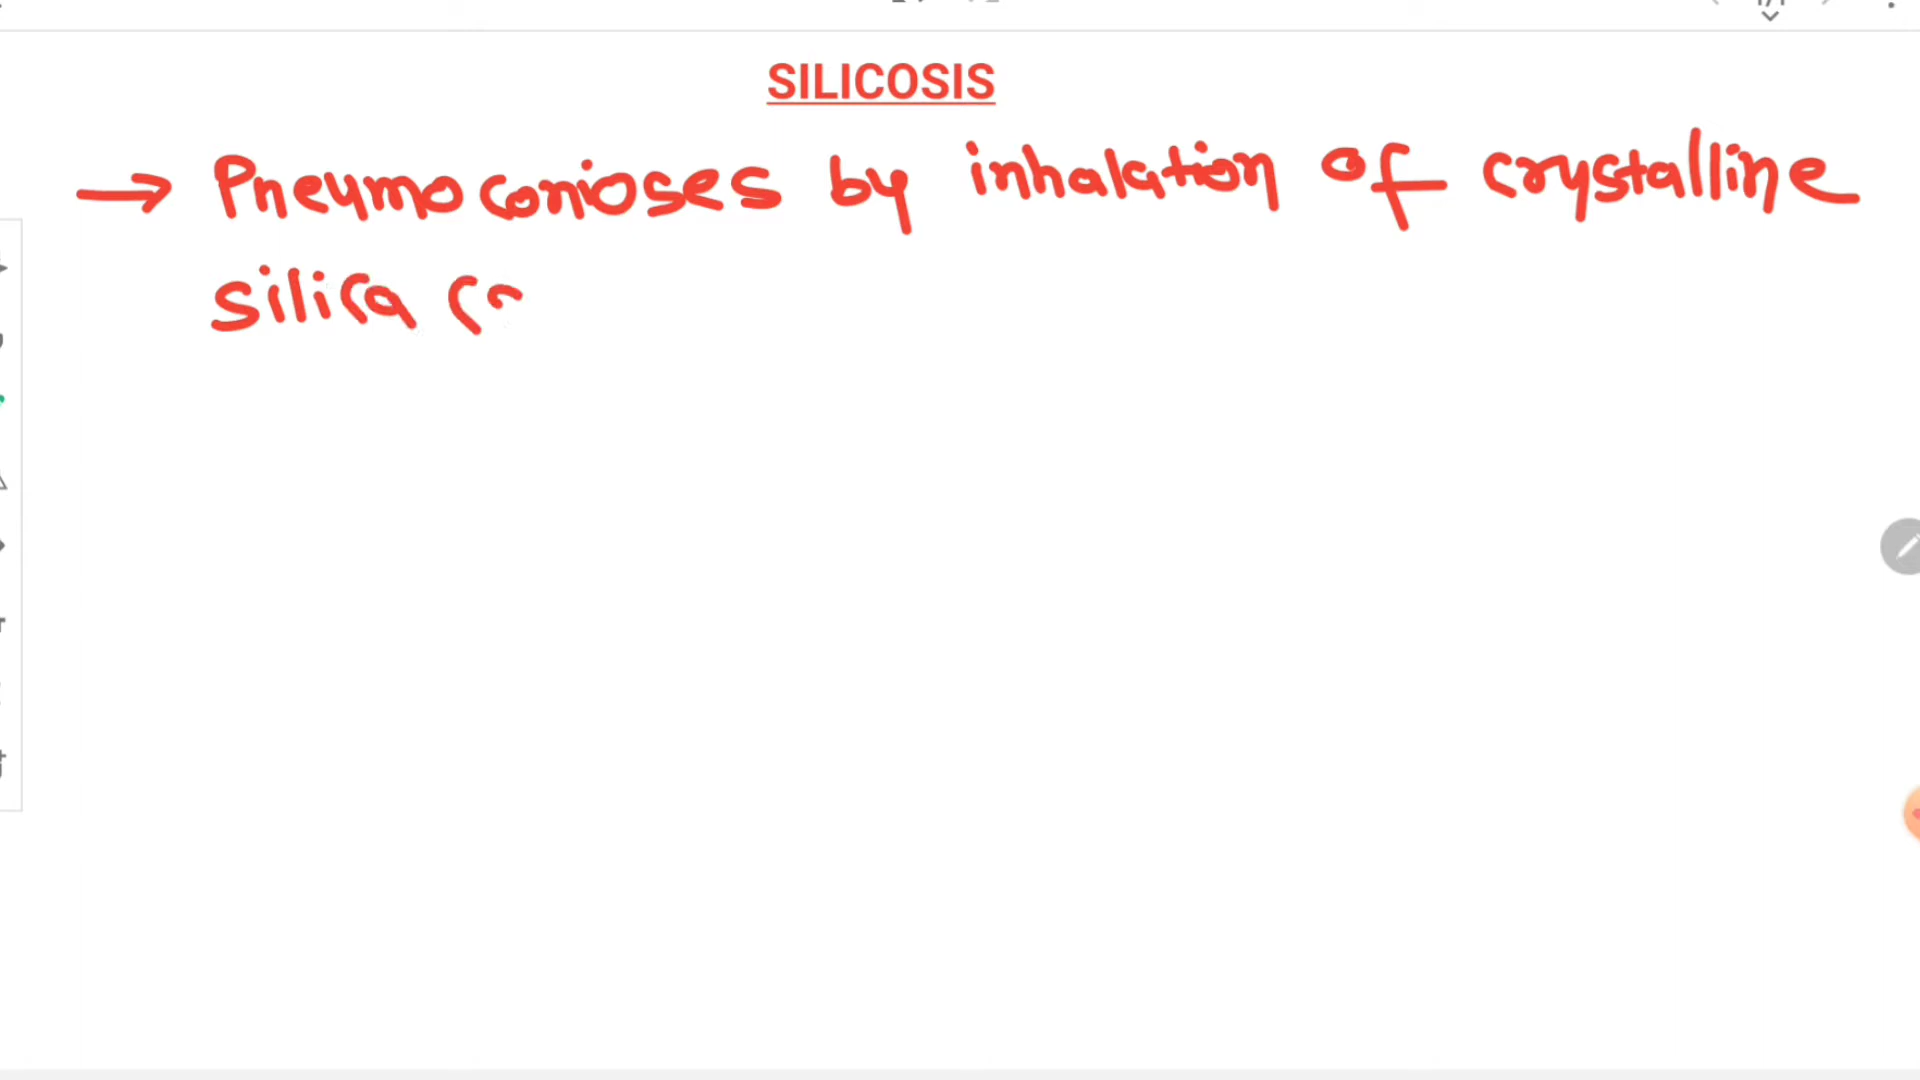 SILICOSIS
→ Pneumoconioses by inhalation of crystalline
silica (